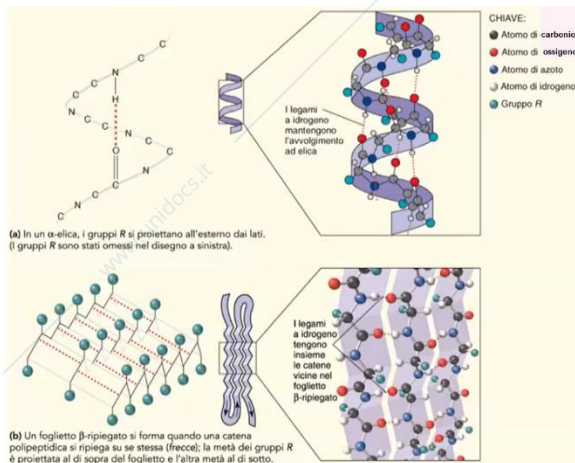 CHIAVE:
Atomo di carbonio
Atomo di ossigeno
Atomo di azoto
Atomo di idrogeno
Gruppo R
C
C
N
C
C
N
H
C
N
C
C
N
C
O
C
C
N
C
C
N
I legami
a idrogeno
mantengono
l'avvolgimento
ad elica
(a) In un α-elica, i gruppi R si proiettano all'esterno dai lati.
(I gruppi R sono stati omessi nel disegno a sinistra).
www.unidocs.it
I legami
a idrogeno
tengono
insieme
le catene
vicine nel
foglietto
β-ripiegato
(b) Un foglietto β-ripiegato si forma quando una catena
polipeptidica si ripiega su se stessa (frecce); la metà dei gruppi R
è proiettata al di sopra del foglietto e l'altra metà al di sotto.